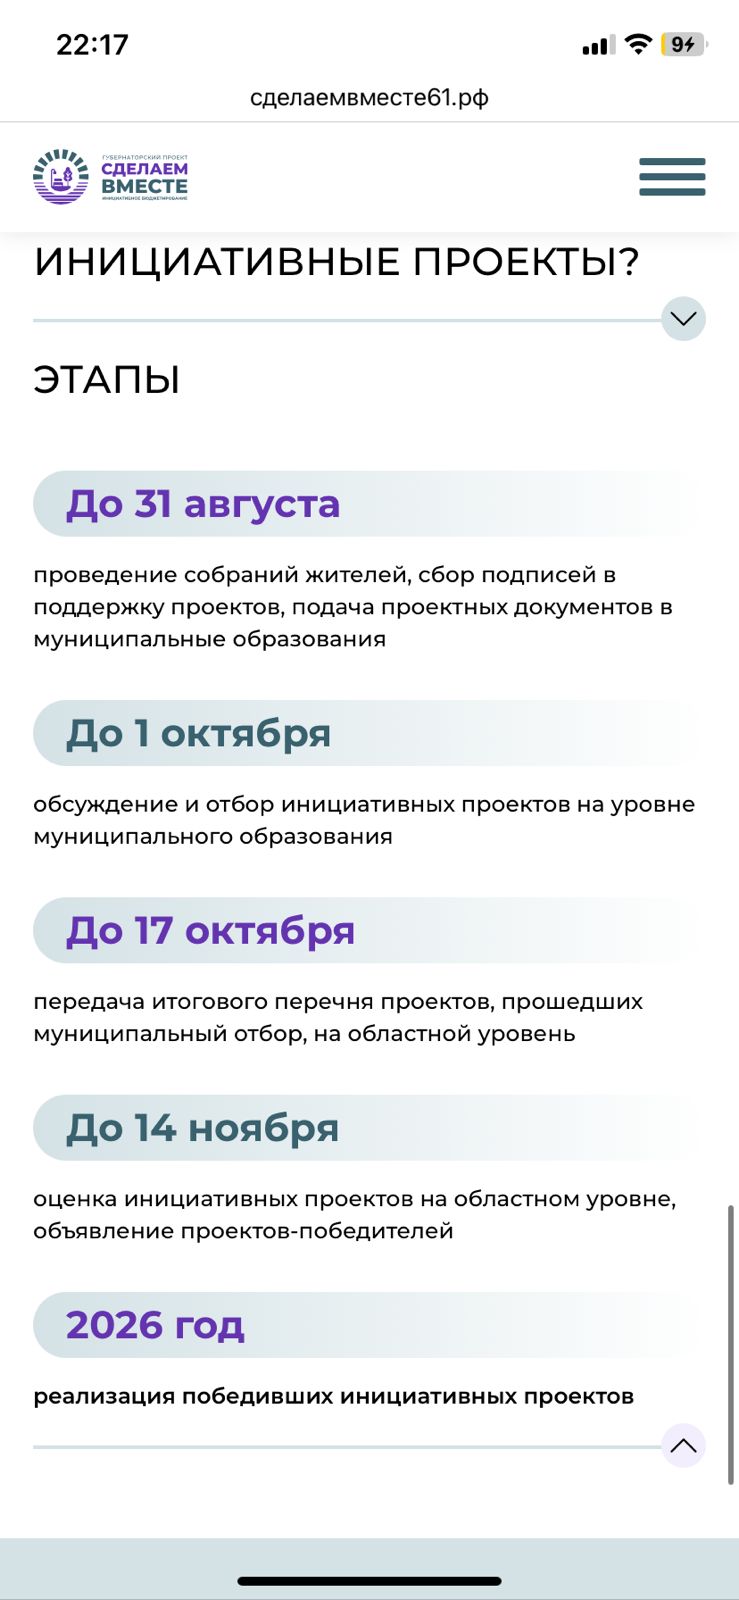 22:17
9
сделаемвместе61.рф
ГУБЕРНАТОРСКИЙ ПРОЕКТ
СДЕЛАЕМ
ВМЕСТЕ
ИНИЦИАТИВНОЕ БЮДЖЕТИРОВАНИЕ
ИНИЦИАТИВНЫЕ ПРОЕКТЫ?
ЭТАПЫ
До 31 августа
проведение собраний жителей, сбор подписей в
поддержку проектов, подача проектных документов в
муниципальные образования
До 1 октября
обсуждение и отбор инициативных проектов на уровне
муниципального образования
До 17 октября
передача итогового перечня проектов, прошедших
муниципальный отбор, на областной уровень
До 14 ноября
оценка инициативных проектов на областном уровне,
объявление проектов-победителей
2026 год
реализация победивших инициативных проектов